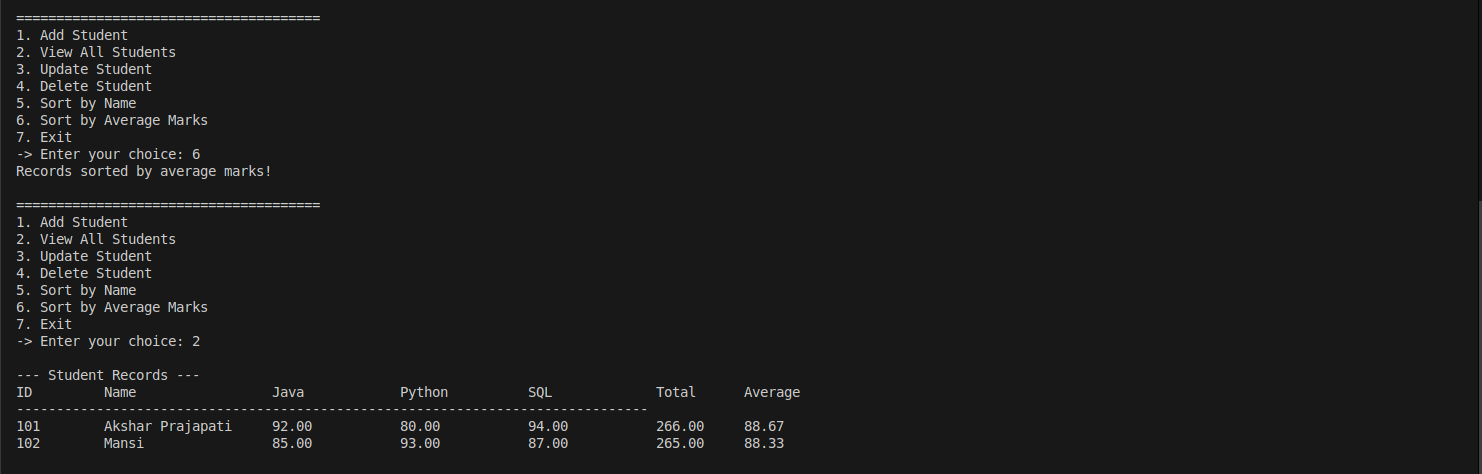 ======================================
1. Add Student
2. View All Students
3. Update Student
4. Delete Student
5. Sort by Name
6. Sort by Average Marks
7. Exit
-> Enter your choice: 6
Records sorted by average marks!

======================================
1. Add Student
2. View All Students
3. Update Student
4. Delete Student
5. Sort by Name
6. Sort by Average Marks
7. Exit
-> Enter your choice: 2

--- Student Records ---
ID         Name                 Java            Python          SQL             Total      Average
-------------------------------------------------------------------------------
101        Akshar Prajapati     92.00           80.00           94.00           266.00     88.67
102        Mansi                85.00           93.00           87.00           265.00     88.33